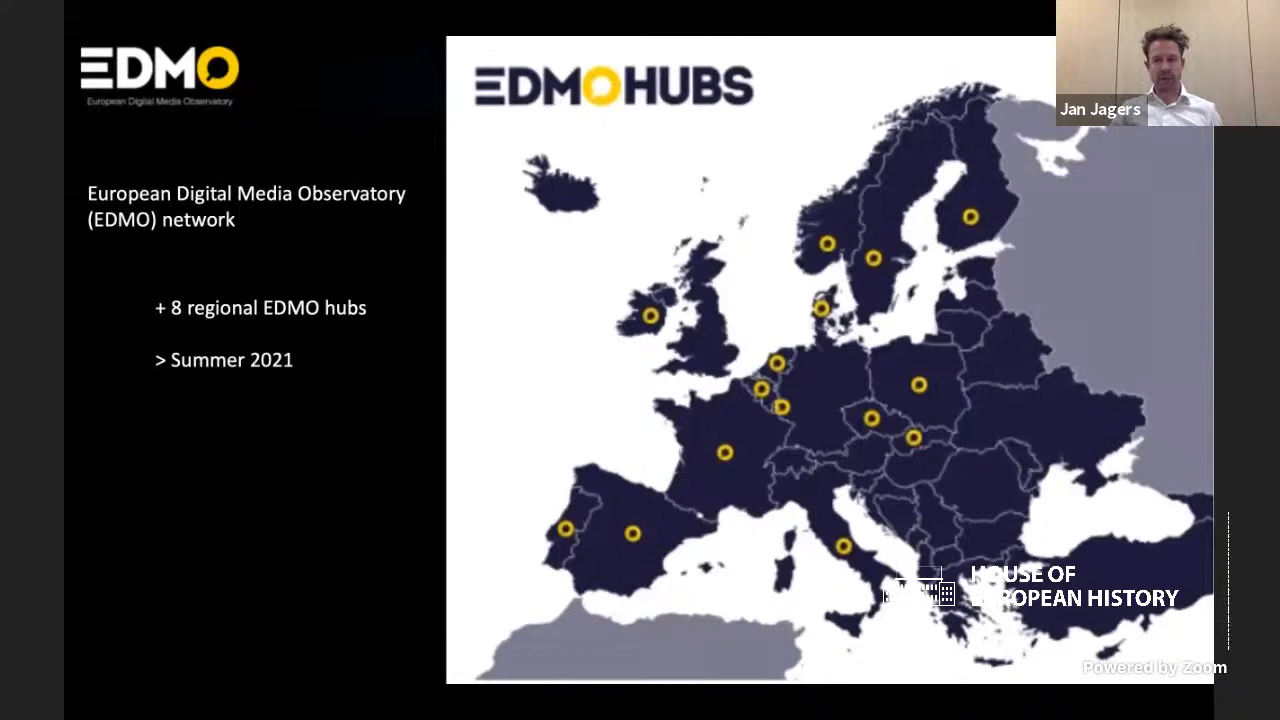 EDMO
European Digital Media Observatory
European Digital Media Observatory
(EDMO) network
+ 8 regional EDMO hubs
> Summer 2021
EDMOHUBS
Jan Jagers
HOUSE OF
EUROPEAN HISTORY
Powered by Zoom